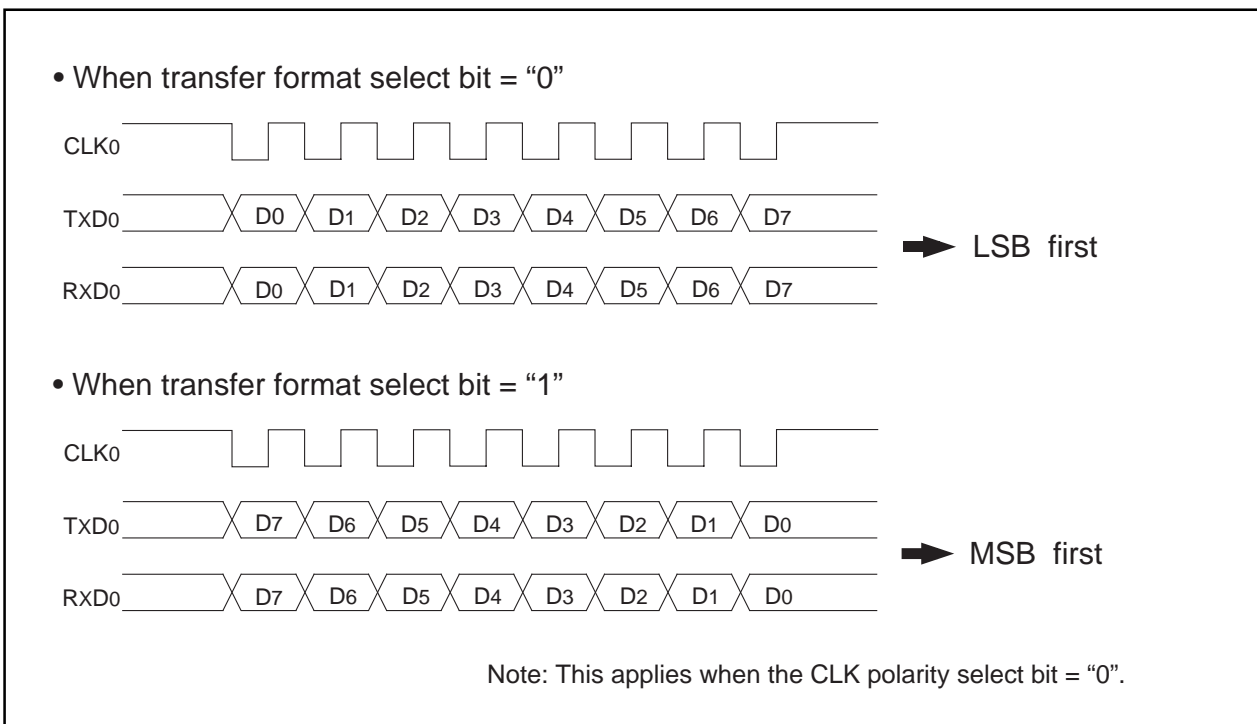 • When transfer format select bit = “0”
CLK0
TXD0 D0 D1 D2 D3 D4 D5 D6 D7
LSB first
RXD0 D0 D1 D2 D3 D4 D5 D6 D7
• When transfer format select bit = “1”
CLK0
TXD0 D7 D6 D5 D4 D3 D2 D1 D0
MSB first
RXD0 D7 D6 D5 D4 D3 D2 D1 D0
Note: This applies when the CLK polarity select bit = “0”.